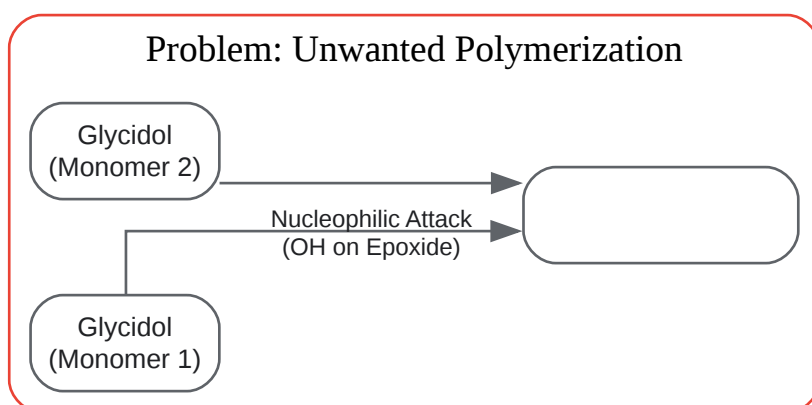 Problem: Unwanted Polymerization
Glycidol
(Monomer 2)
Nucleophilic Attack
(OH on Epoxide)
Glycidol
(Monomer 1)